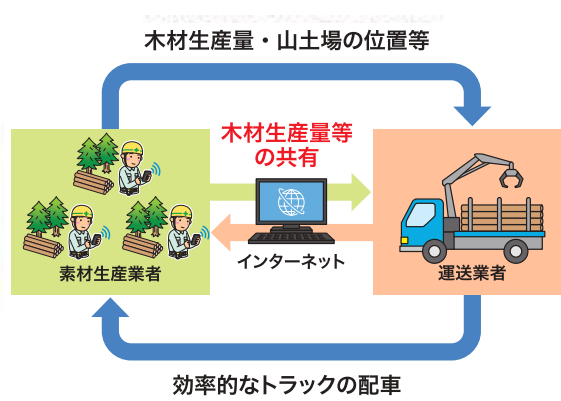 木材生産量・山土場の位置等
木材生産量等
の共有
インターネット
素材生産業者
運送業者
効率的なトラックの配車